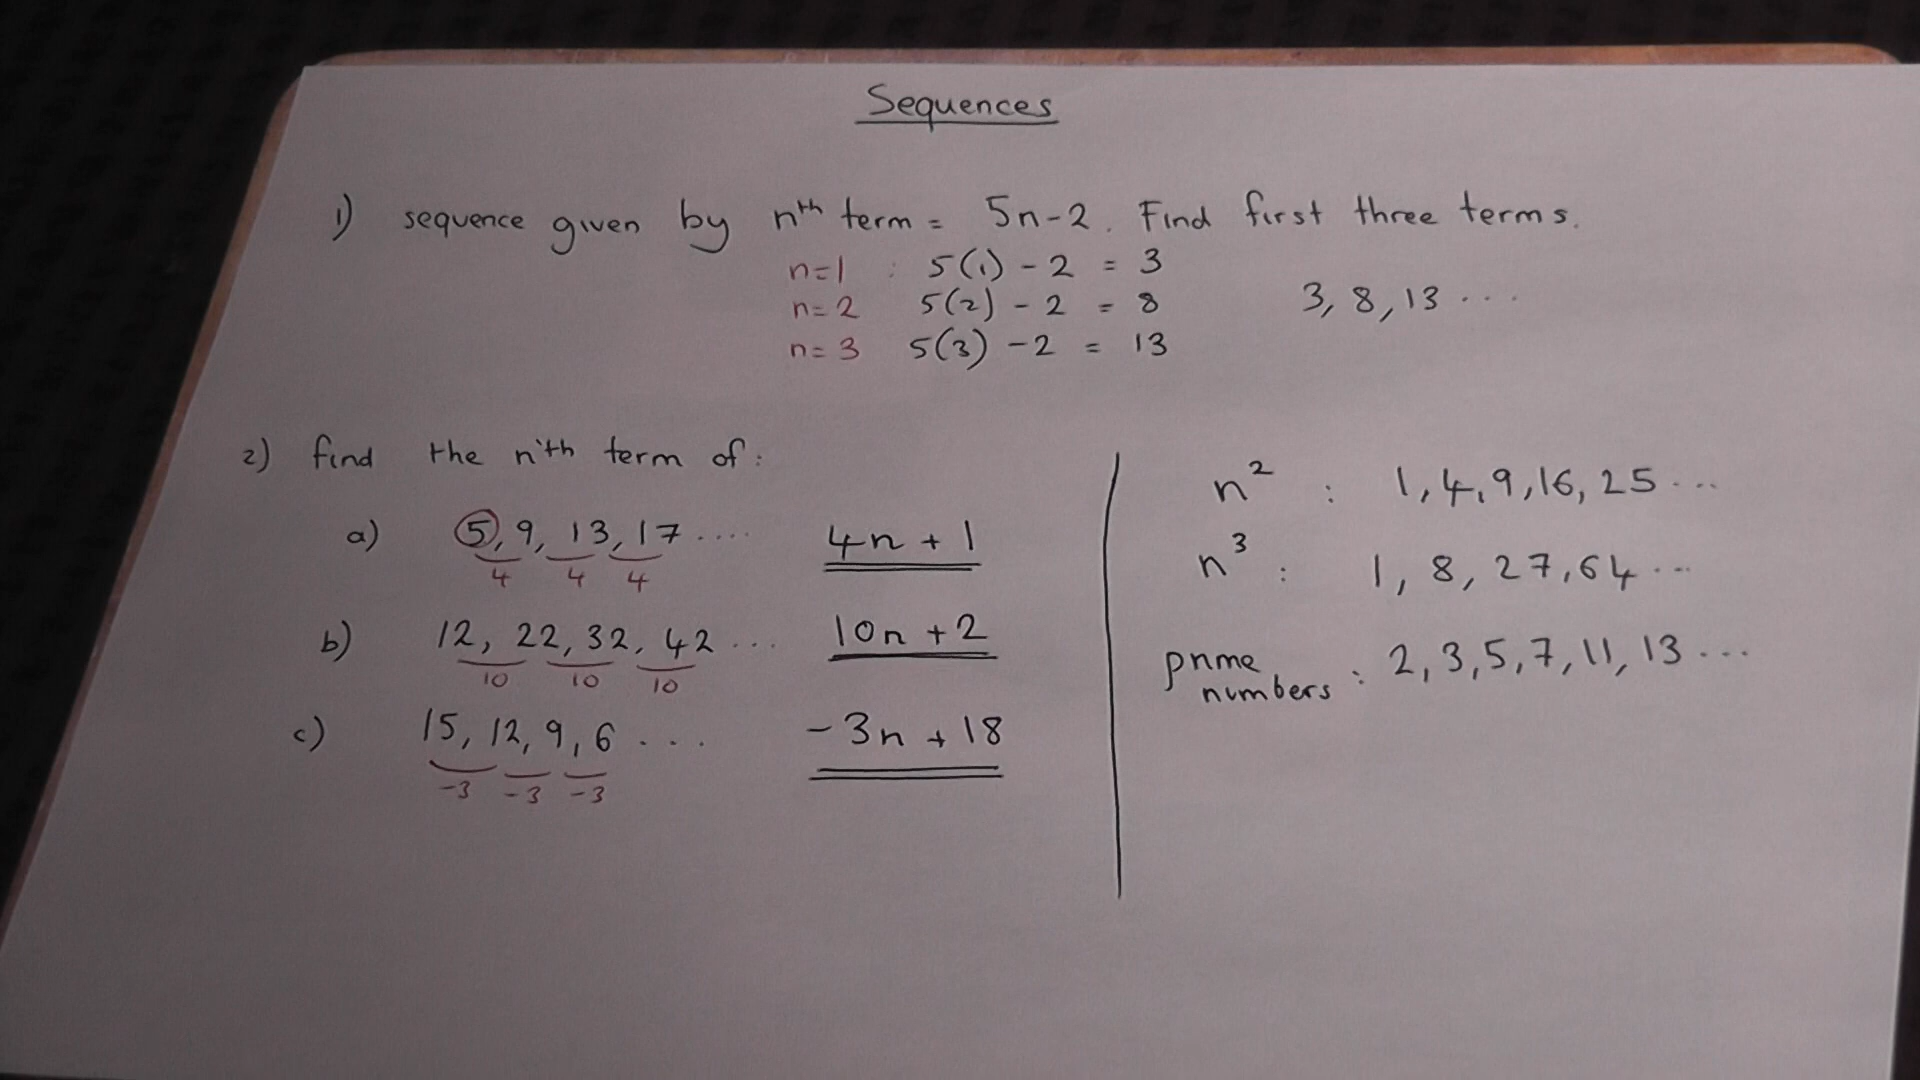 Sequences
1) sequence given by nth term = 5n-2. Find first three terms.
n=1 : 5(1) - 2 = 3
n=2 5(2) - 2 = 8
3, 8, 13 ...
n=3 5(3) - 2 = 13
2) find the n'th term of:
a) 5, 9, 13, 17 .... 4n + 1
4 4 4
b) 12, 22, 32, 42 ... 10n + 2
10 10 10
c) 15, 12, 9, 6 ... -3n + 18
-3 -3 -3
n² : 1, 4, 9, 16, 25 ...
n³ : 1, 8, 27, 64 ...
prime numbers : 2, 3, 5, 7, 11, 13 ...